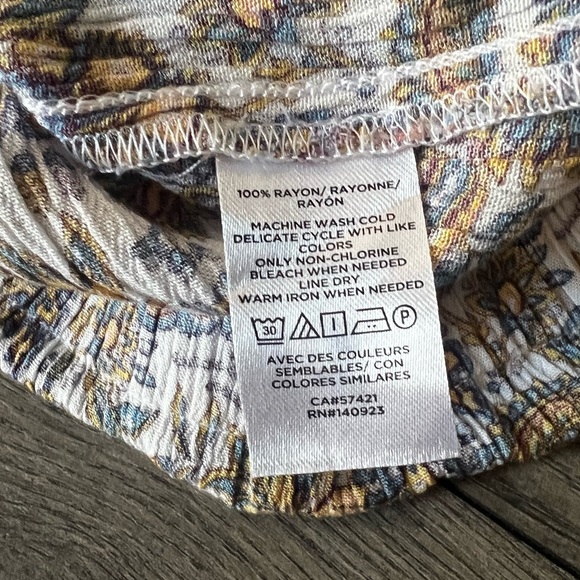 100% RAYON/ RAYONNE/
RAYÓN
MACHINE WASH COLD
DELICATE CYCLE WITH LIKE
COLORS
ONLY NON-CHLORINE
BLEACH WHEN NEEDED
LINE DRY
WARM IRON WHEN NEEDED
30 P
AVEC DES COULEURS
SEMBLABLES/ CON
COLORES SIMILARES
CA#57421
RN#140923